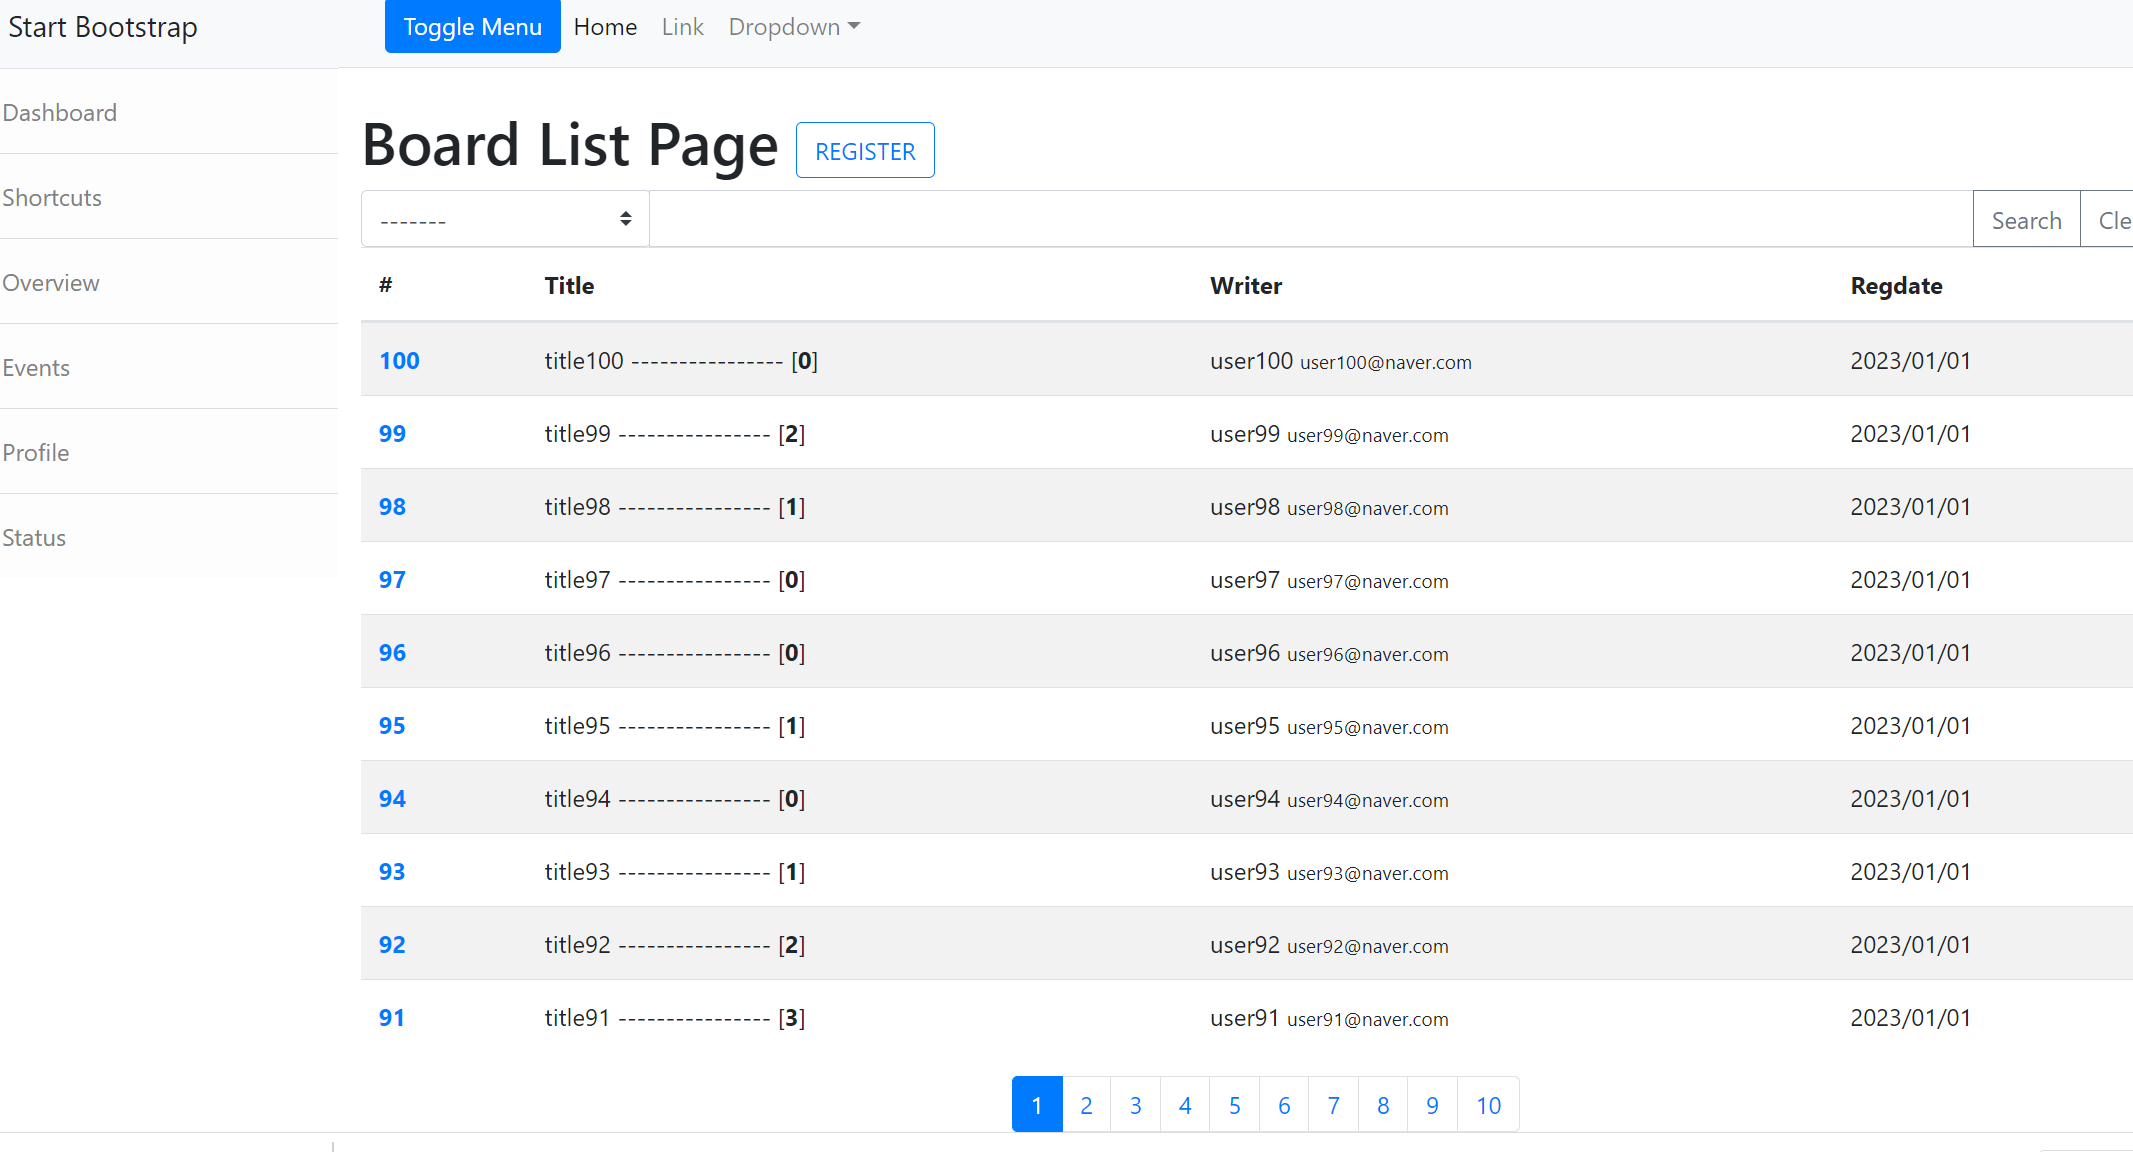 Start Bootstrap
Toggle Menu Home Link Dropdown
Dashboard
Shortcuts
Overview
Events
Profile
Status
Board List Page REGISTER
------- Search Cle
# Title Writer Regdate
100 title100 ---------------- [0] user100 user100@naver.com 2023/01/01
99 title99 ---------------- [2] user99 user99@naver.com 2023/01/01
98 title98 ---------------- [1] user98 user98@naver.com 2023/01/01
97 title97 ---------------- [0] user97 user97@naver.com 2023/01/01
96 title96 ---------------- [0] user96 user96@naver.com 2023/01/01
95 title95 ---------------- [1] user95 user95@naver.com 2023/01/01
94 title94 ---------------- [0] user94 user94@naver.com 2023/01/01
93 title93 ---------------- [1] user93 user93@naver.com 2023/01/01
92 title92 ---------------- [2] user92 user92@naver.com 2023/01/01
91 title91 ---------------- [3] user91 user91@naver.com 2023/01/01
1 2 3 4 5 6 7 8 9 10